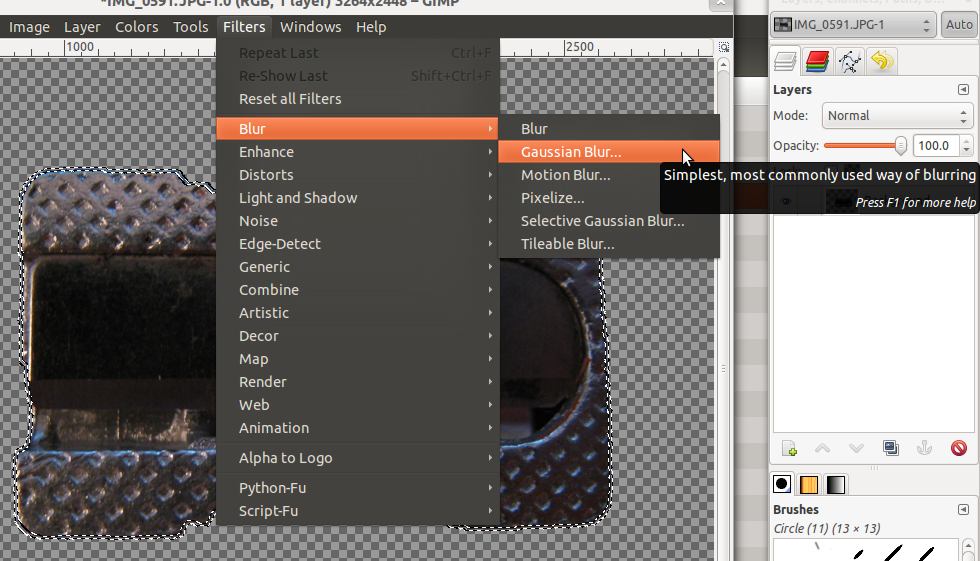 *IMG_0591.JPG-1.0 (RGB, 1 layer) 3264x2448 – GIMP
Image Layer Colors Tools Filters Windows Help
1000
2500
Repeat Last Ctrl+F
Re-Show Last Shift+Ctrl+F
Reset all Filters
Blur
Enhance
Distorts
Light and Shadow
Noise
Edge-Detect
Generic
Combine
Artistic
Decor
Map
Render
Web
Animation
Alpha to Logo
Python-Fu
Script-Fu
Blur
Gaussian Blur...
Motion Blur...
Pixelize...
Selective Gaussian Blur...
Tileable Blur...
Simplest, most commonly used way of blurring
Press F1 for more help
Layers, Channels, Paths, U...
IMG_0591.JPG-1 Auto
Layers
Mode: Normal
Opacity: 100.0
Brushes
Circle (11) (13 × 13)